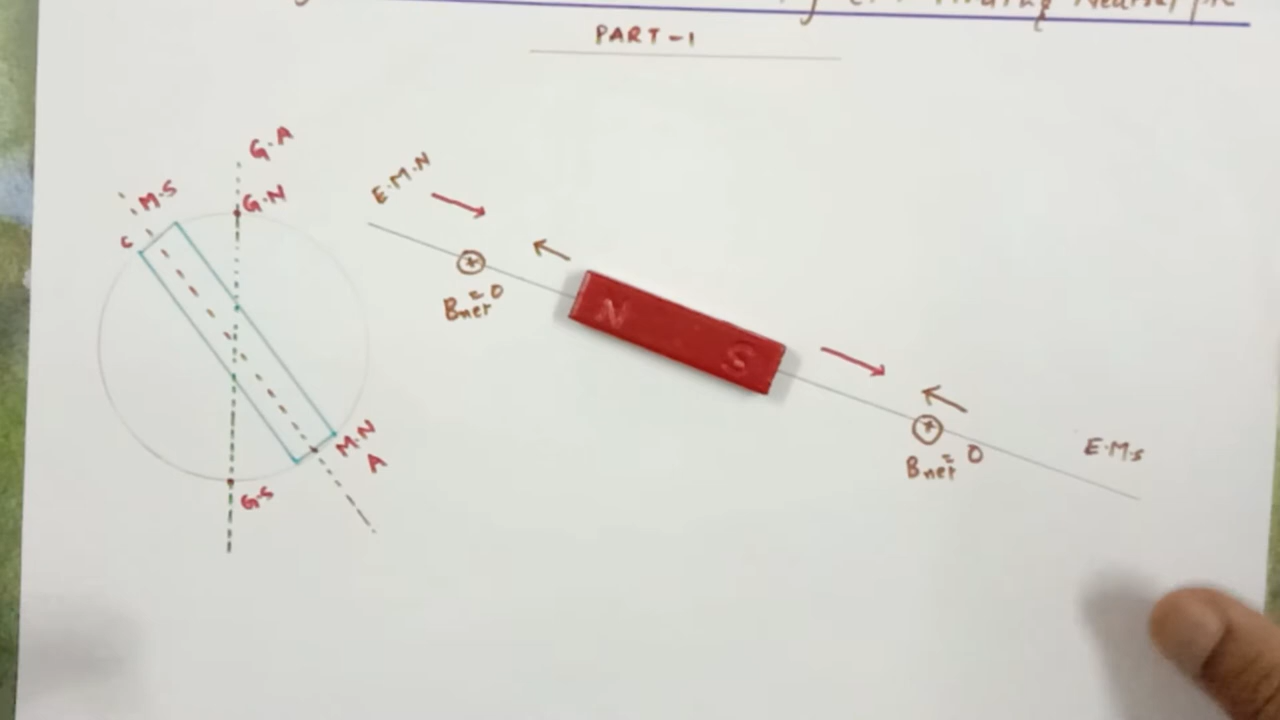 PART-1
G.A
G.N
M.S
M.N
A
G.S
E.M.N
Bnet = 0
N
S
Bnet = 0
E.M.S